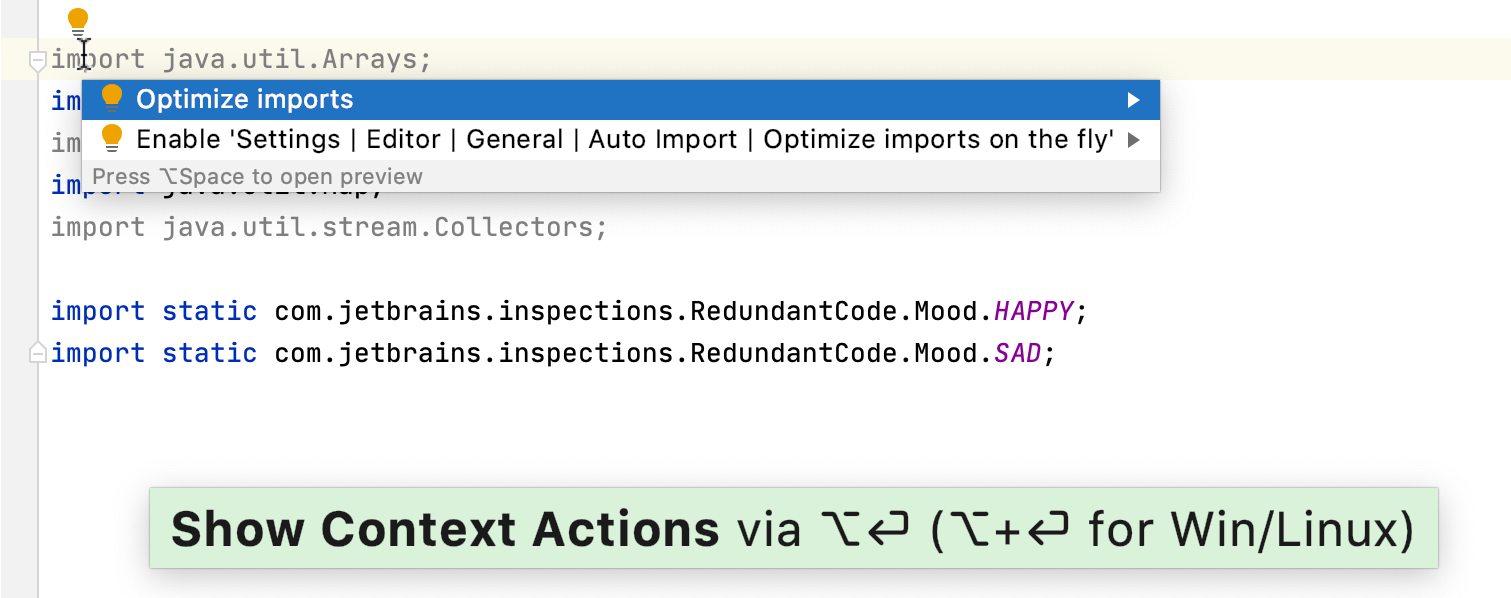 import java.util.Arrays;
im
Optimize imports
im
Enable 'Settings | Editor | General | Auto Import | Optimize imports on the fly'
import
Press ⌥Space to open preview
import java.util.stream.Collectors;
import static com.jetbrains.inspections.RedundantCode.Mood.HAPPY;
import static com.jetbrains.inspections.RedundantCode.Mood.SAD;
Show Context Actions via ⌥⏎ (⌥+⏎ for Win/Linux)